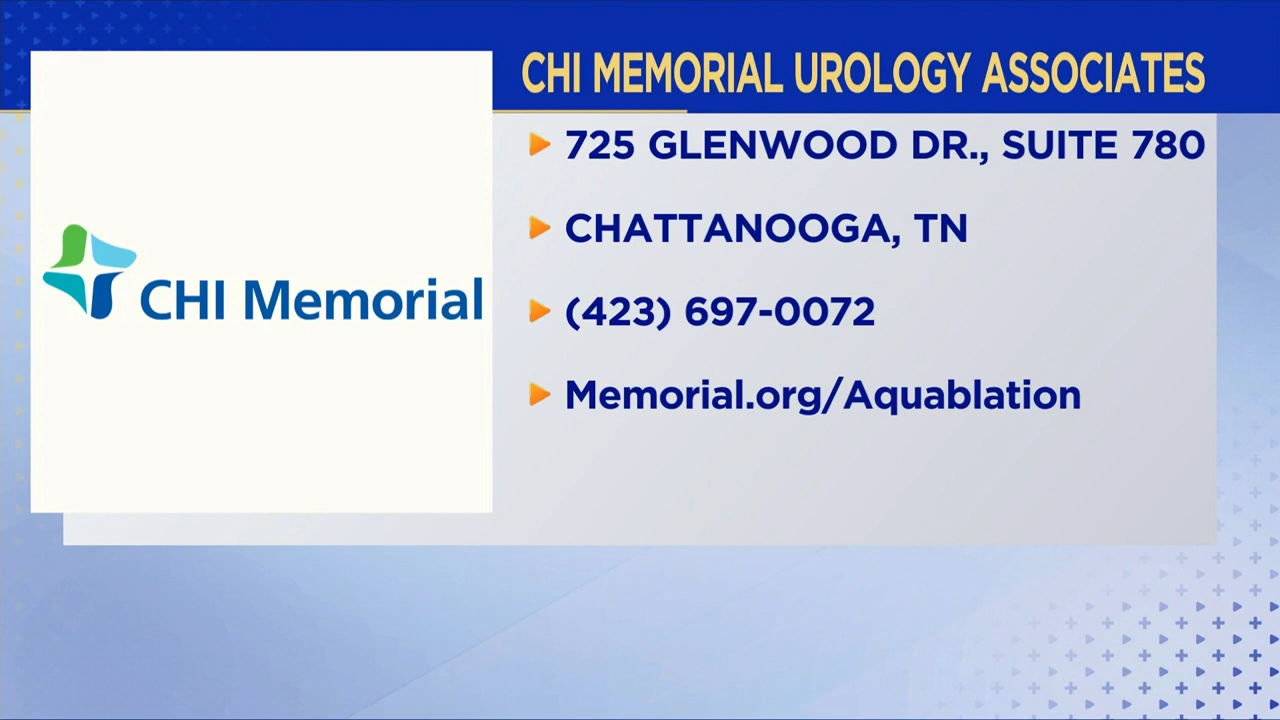 CHI MEMORIAL UROLOGY ASSOCIATES
CHI Memorial
725 GLENWOOD DR., SUITE 780
CHATTANOOGA, TN
(423) 697-0072
Memorial.org/Aquablation